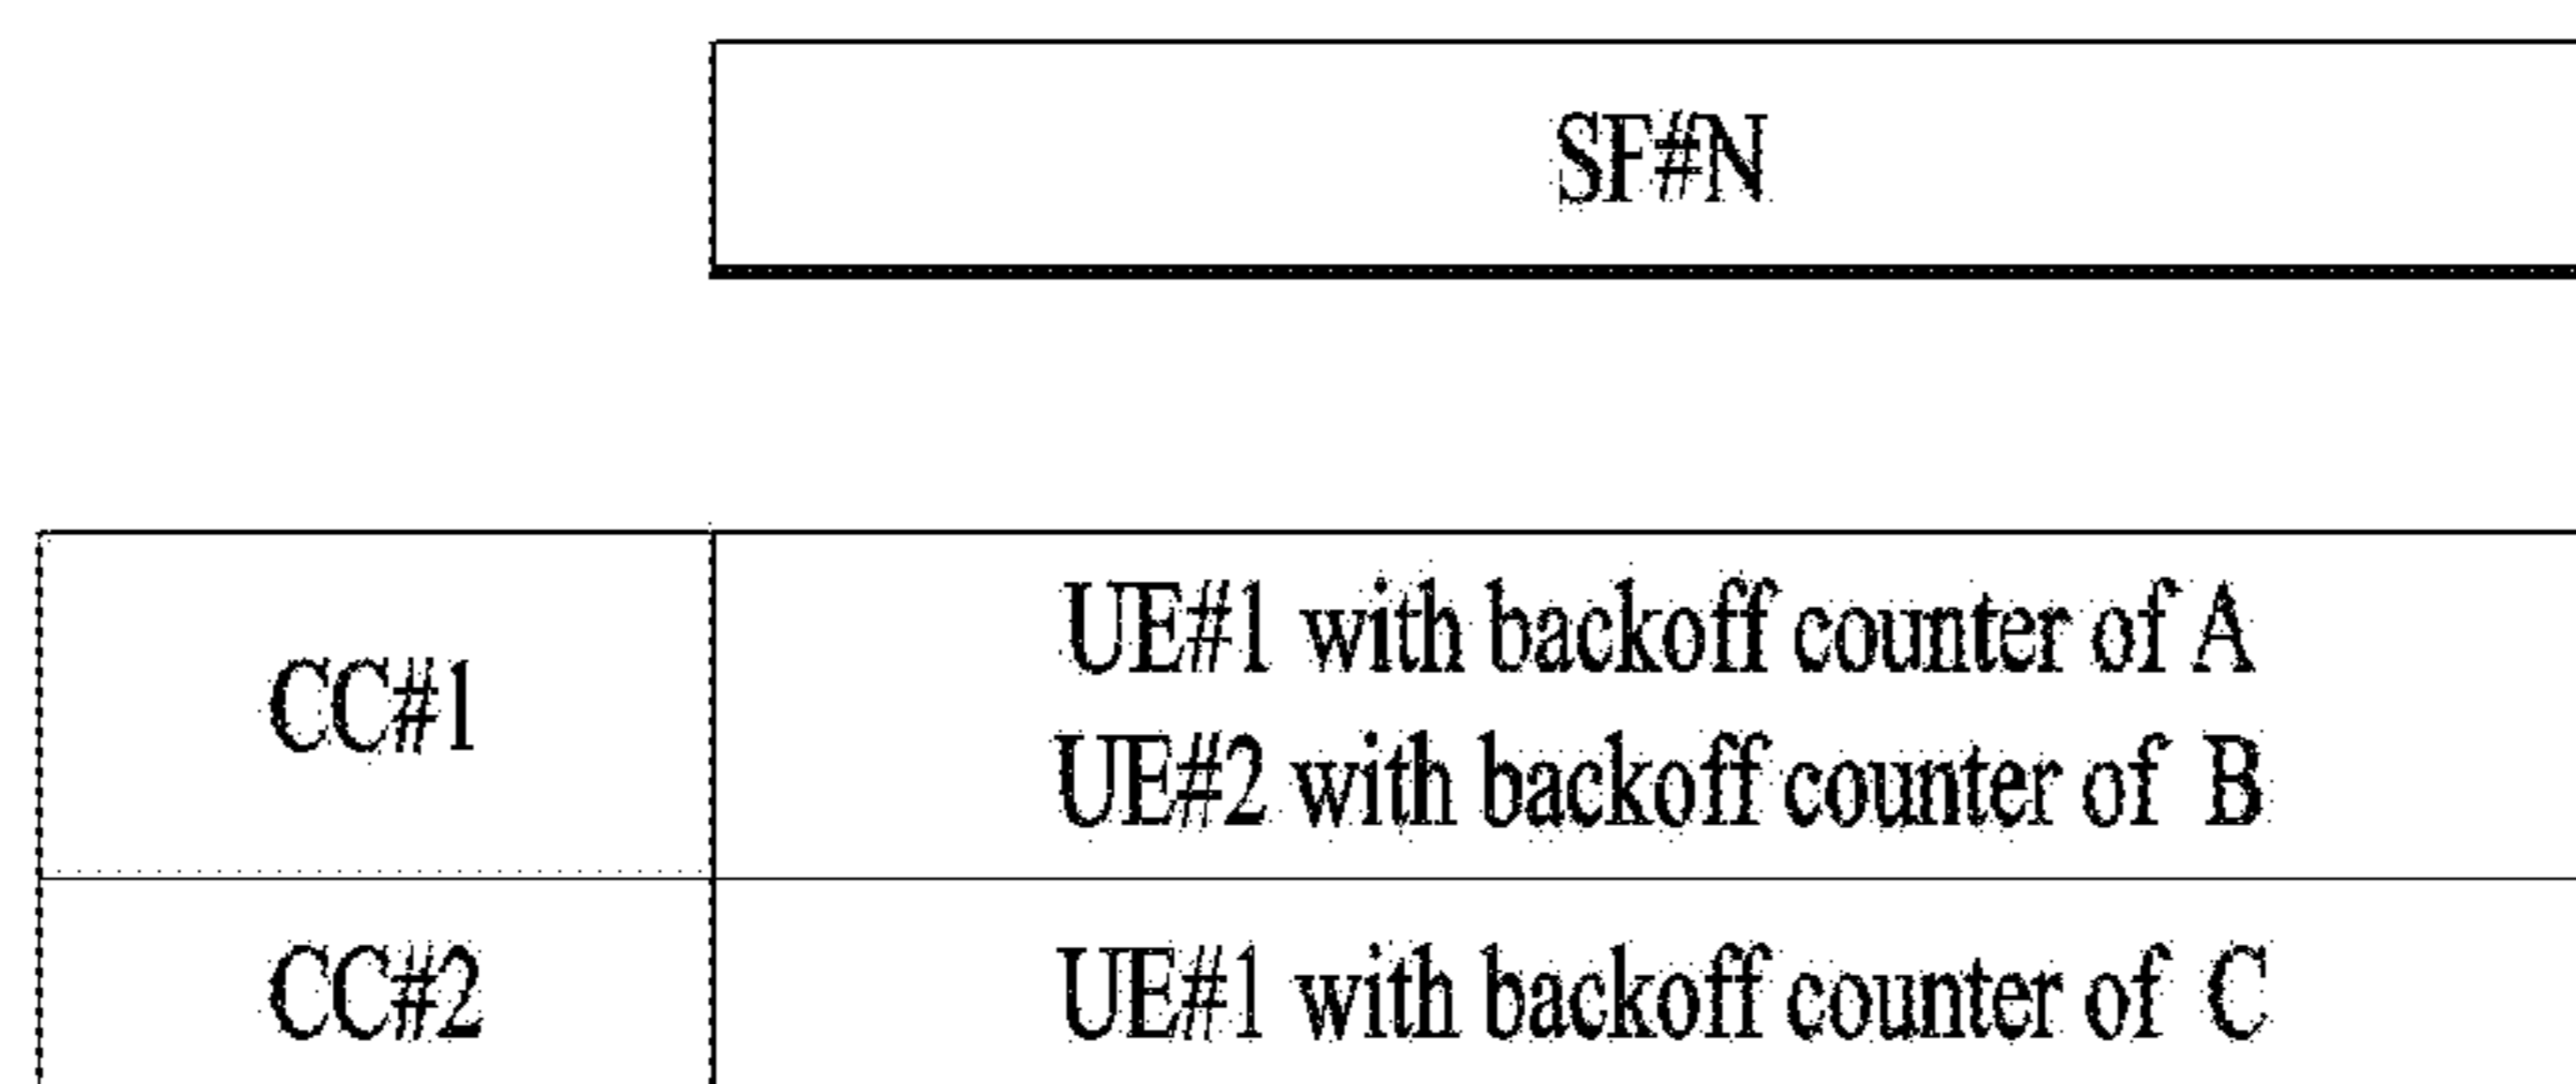 SF#N
CC#1
UE#1 with backoff counter of A
UE#2 with backoff counter of B
CC#2
UE#1 with backoff counter of C